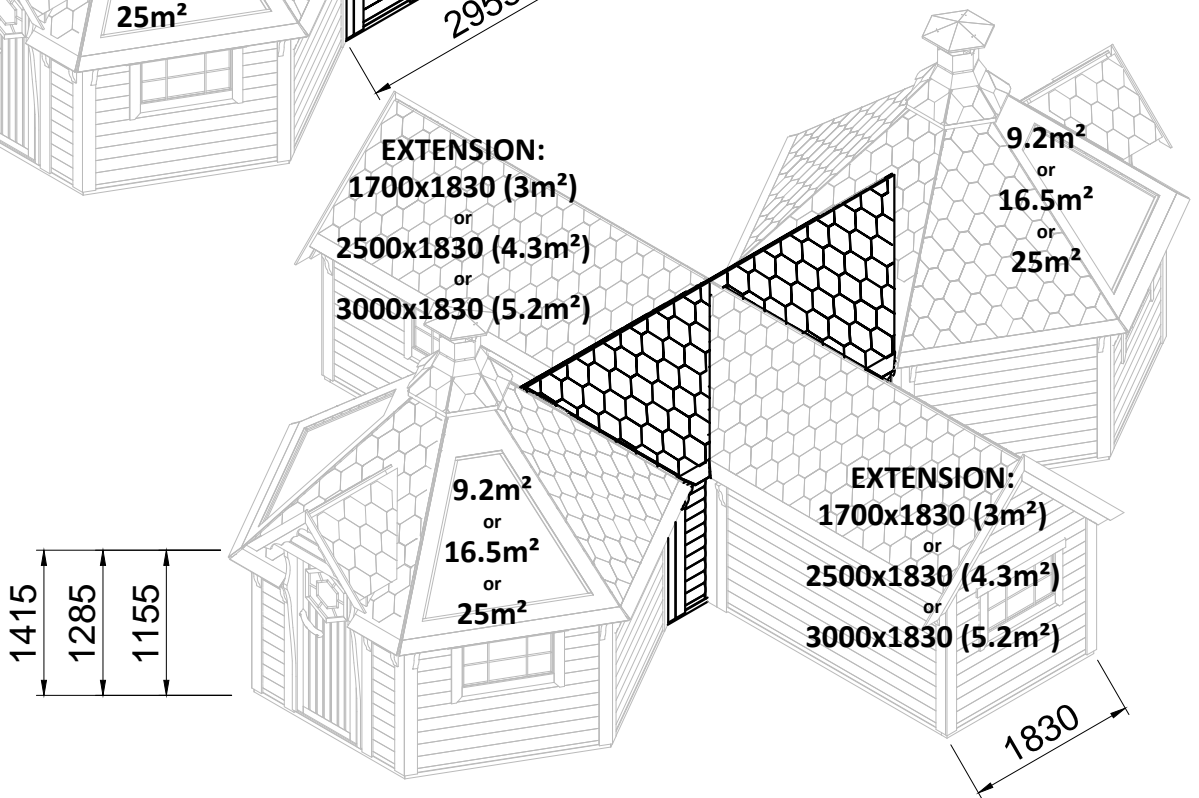 25m²
EXTENSION:
1700x1830 (3m²)
or
2500x1830 (4.3m²)
or
3000x1830 (5.2m²)
9.2m²
or
16.5m²
or
25m²
9.2m²
or
16.5m²
or
25m²
EXTENSION:
1700x1830 (3m²)
or
2500x1830 (4.3m²)
or
3000x1830 (5.2m²)
1415
1285
1155
1830